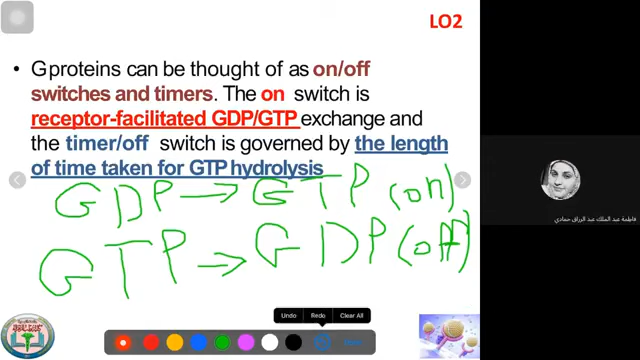 LO2
• G proteins can be thought of as on/off
switches and timers. The on switch is
receptor-facilitated GDP/GTP exchange and
the timer/off switch is governed by the length
of time taken for GTP hydrolysis
GDP → GTP (on)
GTP → GDP (off)
فاطمة عبد الملك عبد الرزاق حمادي
Undo Redo Clear All